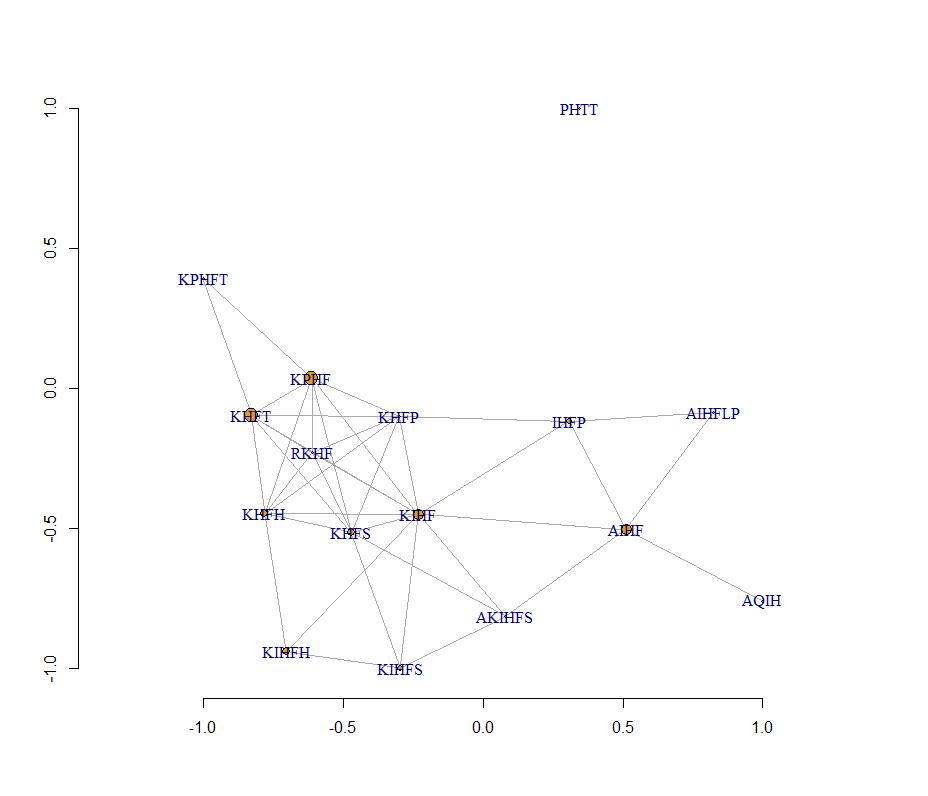 1.0
PHTT
0.5
KPHFT
0.0
KPHF
KHFT
KHFP
IHFP
AIHFLP
RKHF
-0.5
KHFH
KIHF
KHFS
AIHF
AQIH
AKIHFS
-1.0
KIHFH
KIHFS
-1.0 -0.5 0.0 0.5 1.0